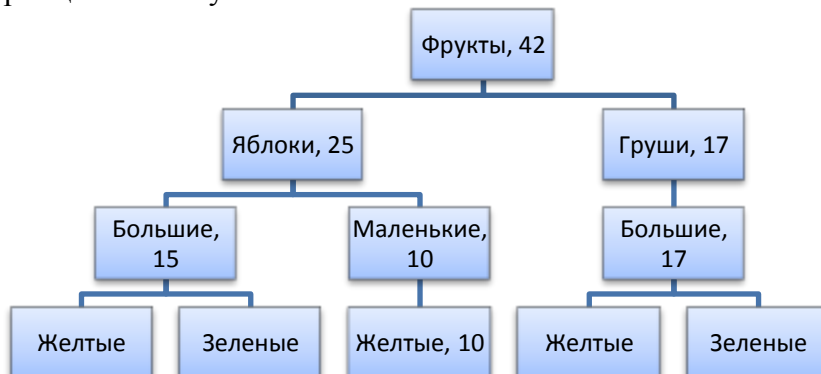 Фрукты, 42
Яблоки, 25
Груши, 17
Большие,
15
Маленькие,
10
Большие
17
Желтые
Зеленые
Желтые, 10
Желтые
Зеленые